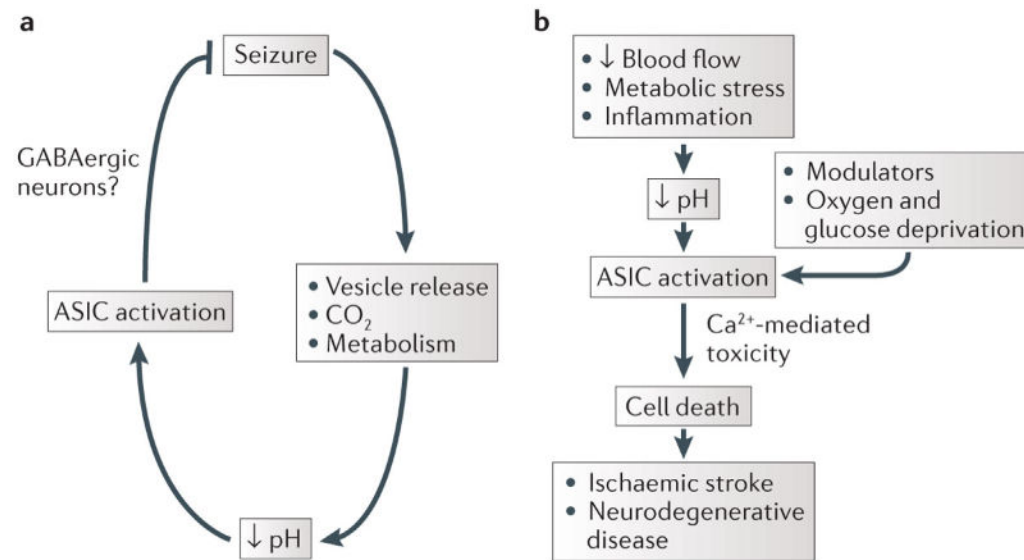 a
Seizure
GABAergic
neurons?
• Vesicle release
• CO₂
• Metabolism
ASIC activation
↓ pH
b
• ↓ Blood flow
• Metabolic stress
• Inflammation
↓ pH
• Modulators
• Oxygen and
glucose deprivation
ASIC activation
Ca²⁺-mediated
toxicity
Cell death
• Ischaemic stroke
• Neurodegenerative
disease